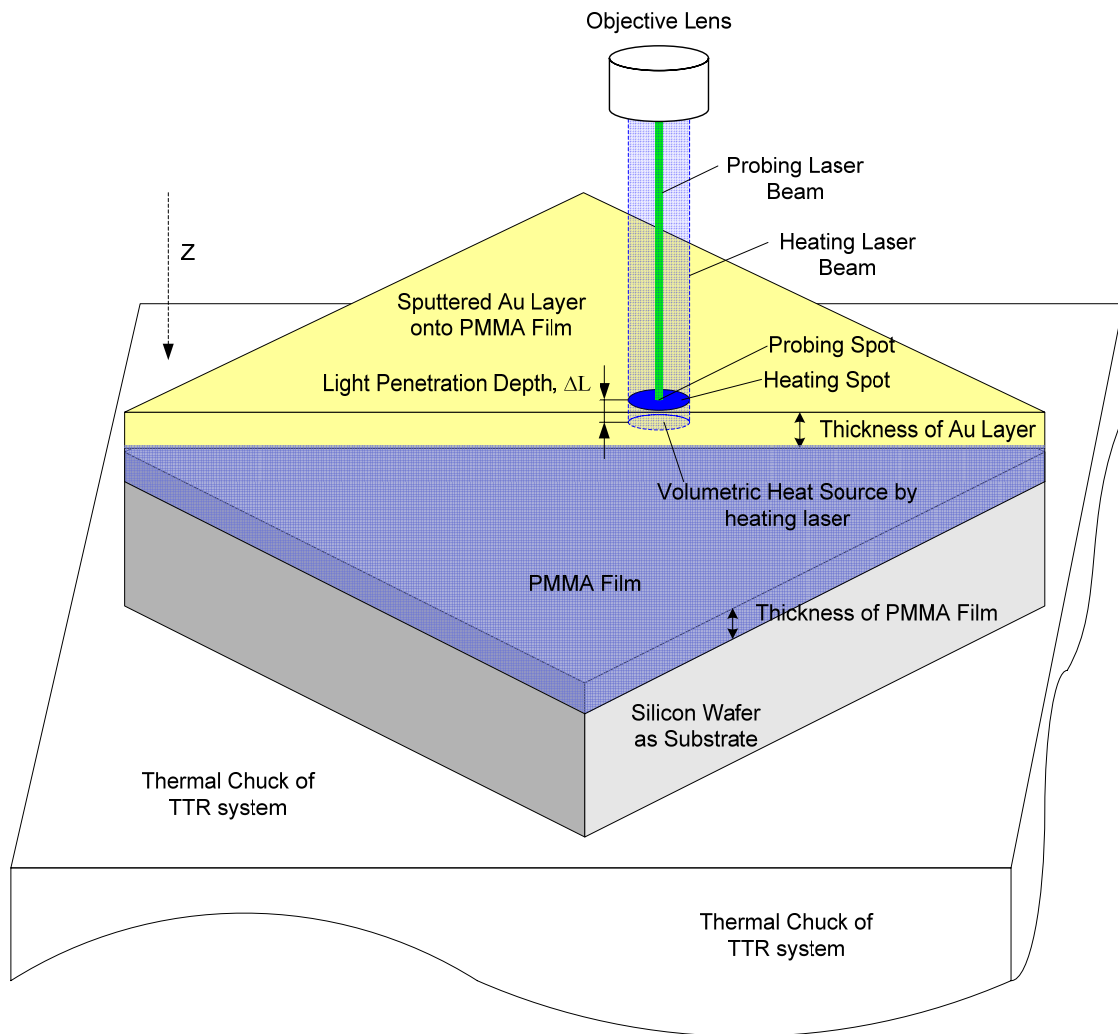 Objective Lens
Probing Laser
Beam
Heating Laser
Beam
Z
Sputtered Au Layer
onto PMMA Film
Probing Spot
Light Penetration Depth, ΔL
Heating Spot
Thickness of Au Layer
Volumetric Heat Source by
heating laser
PMMA Film
Thickness of PMMA Film
Silicon Wafer
as Substrate
Thermal Chuck of
TTR system
Thermal Chuck of
TTR system